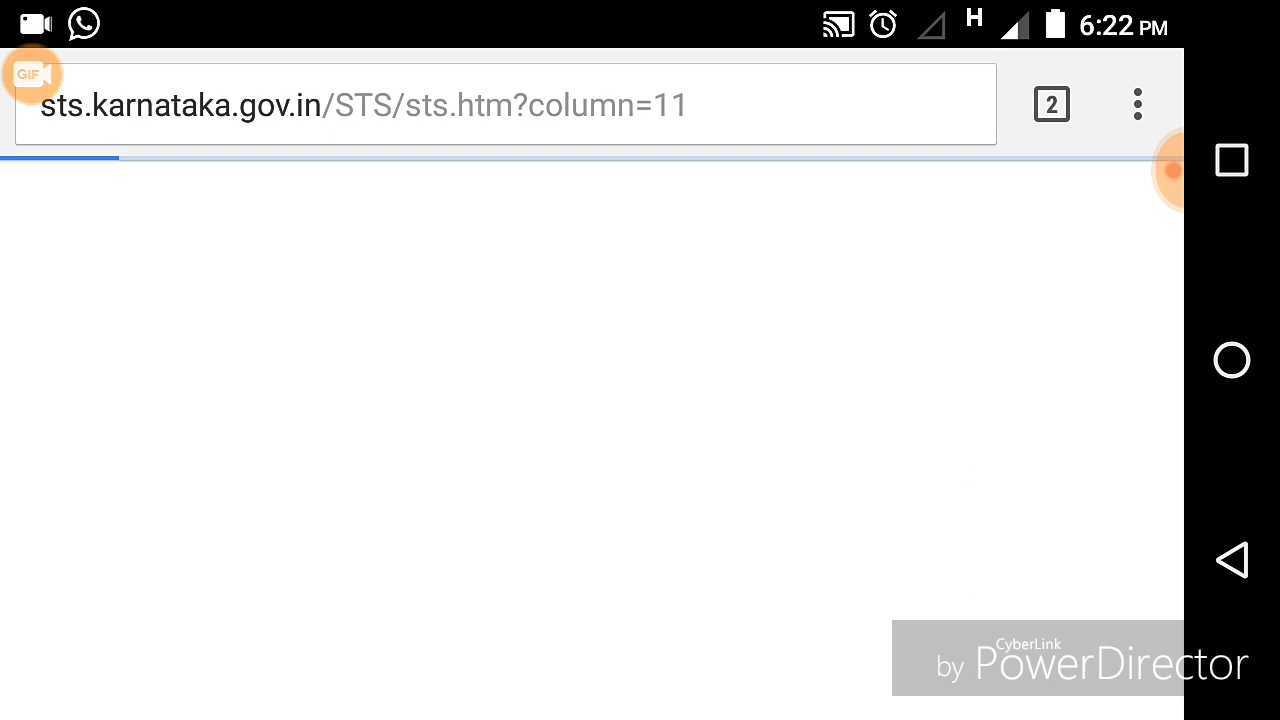 H 6:22 PM
GIF
sts.karnataka.gov.in/STS/sts.htm?column=11
2
CyberLink
by PowerDirector